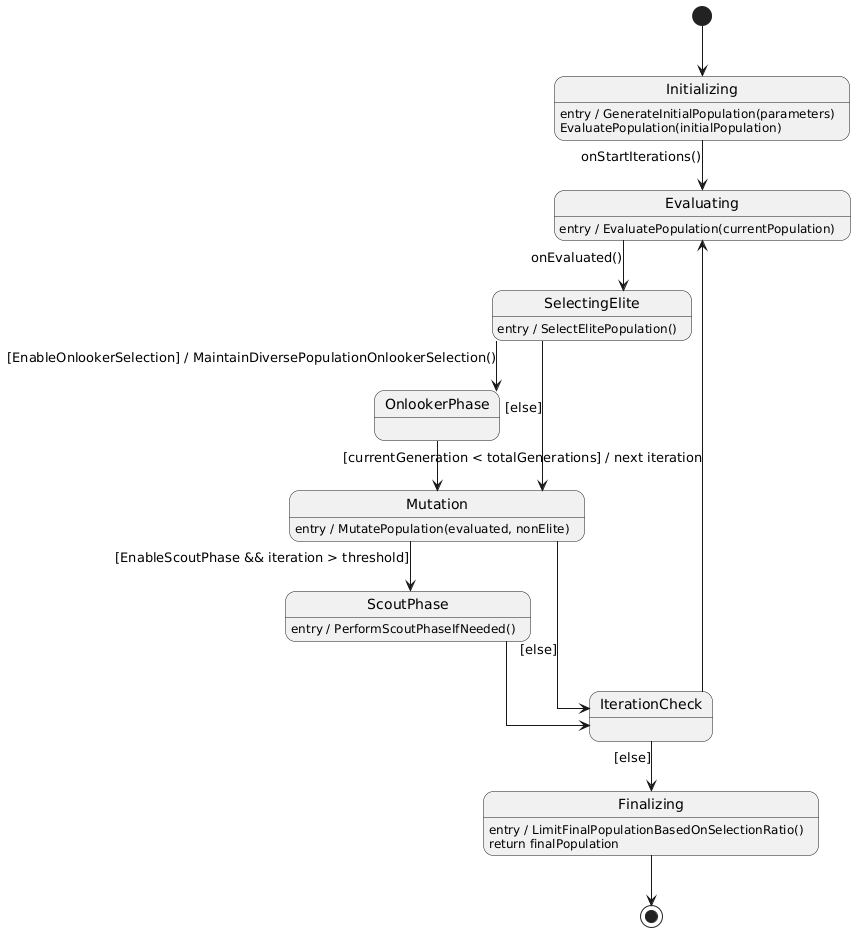 Initializing
entry / GenerateInitialPopulation(parameters)
EvaluatePopulation(initialPopulation)
onStartIterations()
Evaluating
entry / EvaluatePopulation(currentPopulation)
onEvaluated()
SelectingElite
entry / SelectElitePopulation()
[EnableOnlookerSelection] / MaintainDiversePopulationOnlookerSelection()
OnlookerPhase
[else]
[currentGeneration < totalGenerations] / next iteration
Mutation
entry / MutatePopulation(evaluated, nonElite)
[EnableScoutPhase && iteration > threshold]
ScoutPhase
entry / PerformScoutPhaseIfNeeded()
[else]
IterationCheck
[else]
Finalizing
entry / LimitFinalPopulationBasedOnSelectionRatio()
return finalPopulation